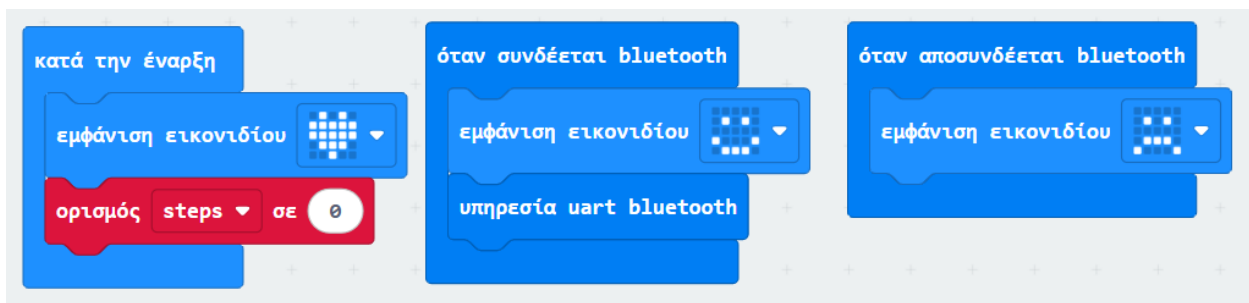 κατά την έναρξη
εμφάνιση εικονιδίου
ορισμός steps σε 0
όταν συνδέεται bluetooth
εμφάνιση εικονιδίου
υπηρεσία uart bluetooth
όταν αποσυνδέεται bluetooth
εμφάνιση εικονιδίου